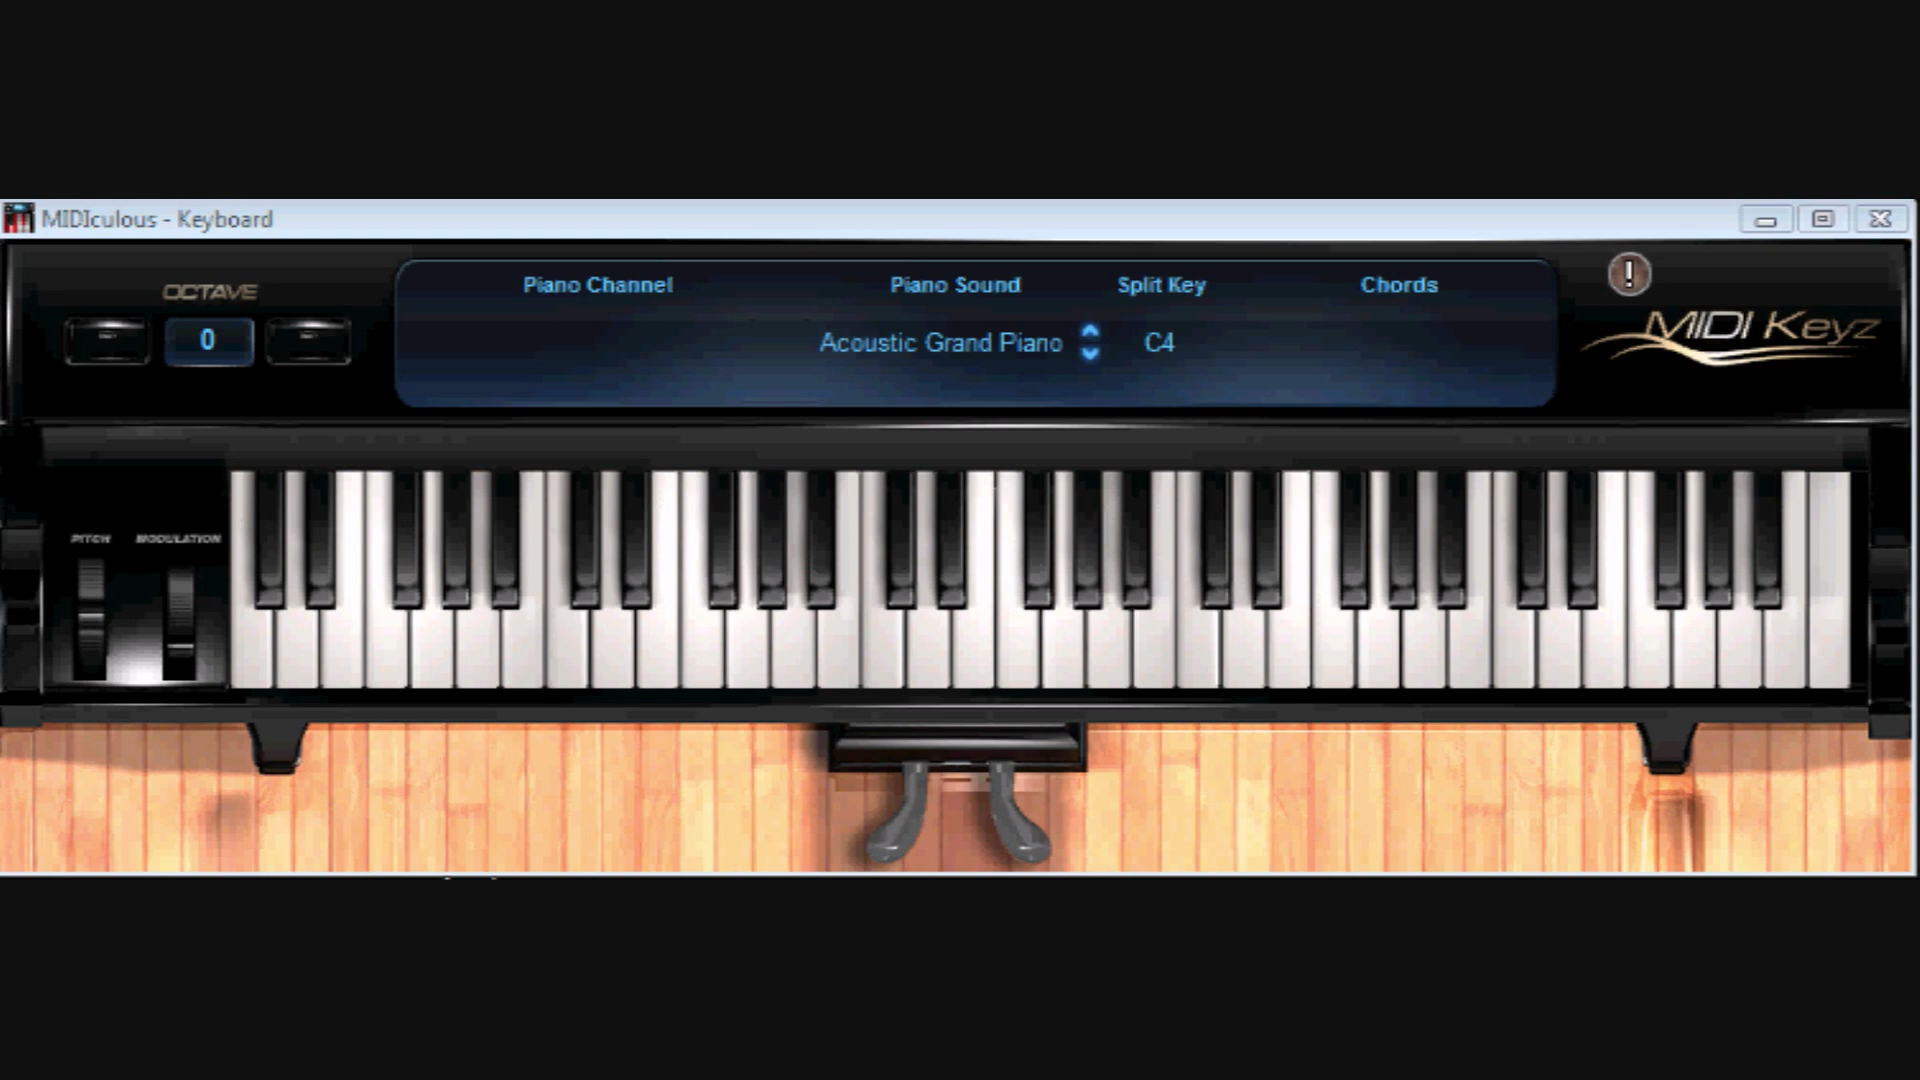 MIDIculous - Keyboard
OCTAVE
0
Piano Channel
Piano Sound
Split Key
Chords
Acoustic Grand Piano
C4
!
MIDI Keyz
PITCH
MODULATION